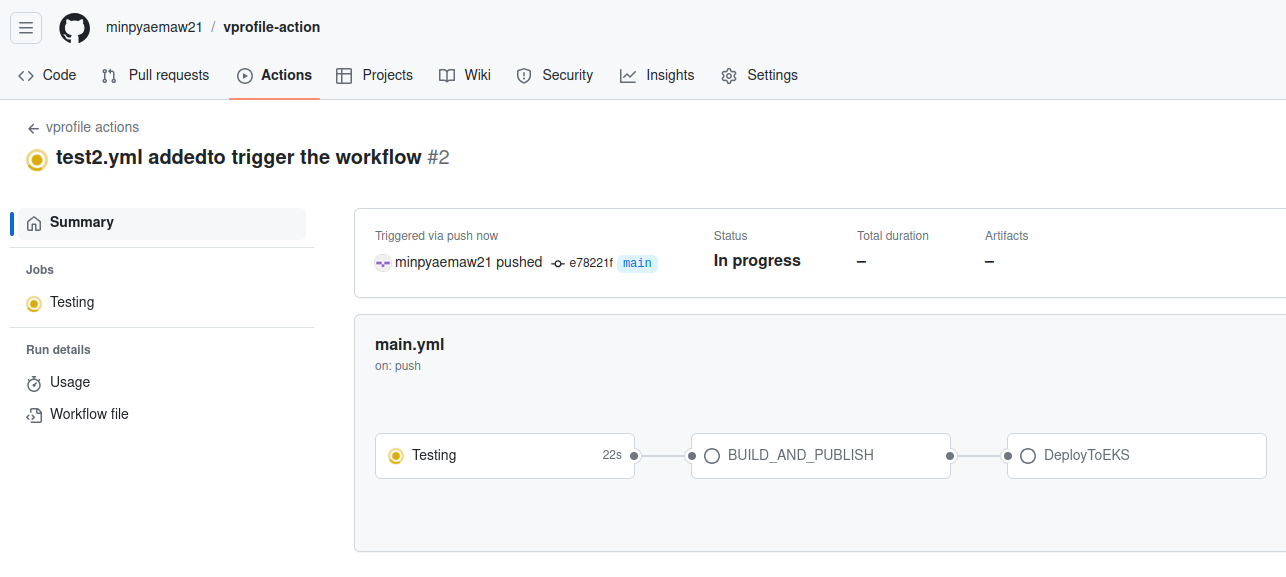 minpyaemaw21 / vprofile-action
Code Pull requests Actions Projects Wiki Security Insights Settings
← vprofile actions
test2.yml addedto trigger the workflow #2
Summary
Jobs
Testing
Run details
Usage
Workflow file
Triggered via push now Status Total duration Artifacts
minpyaemaw21 pushed e78221f main In progress – –
main.yml
on: push
Testing 22s BUILD_AND_PUBLISH DeployToEKS